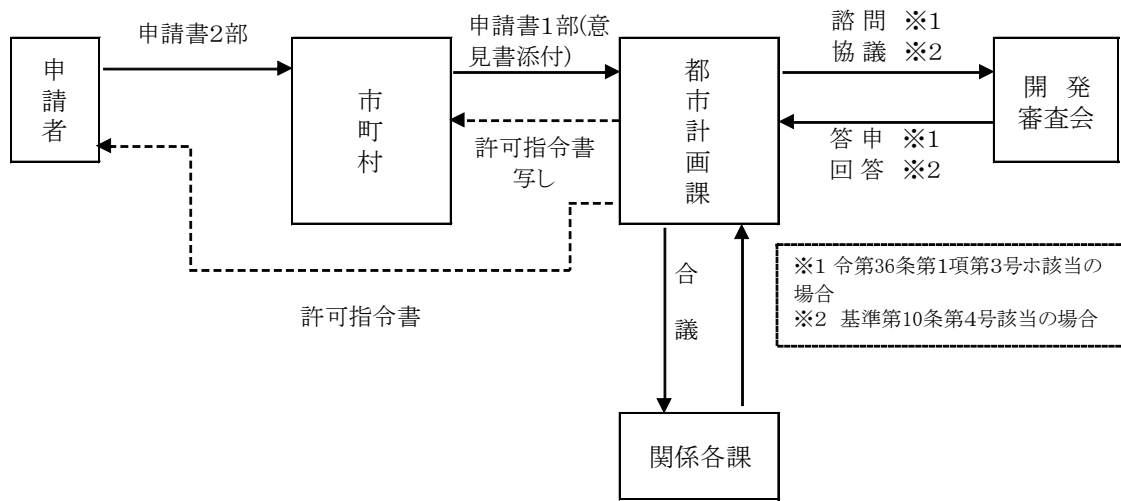 申請書2部
申請書1部(意
見書添付)
諮 問 ※1
協 議 ※2
申請者
市町村
都市計画課
開 発
審査会
許可指令書
写し
答 申 ※1
回 答 ※2
許可指令書
合議
※1 令第36条第1項第3号ホ該当の
場合
※2 基準第10条第4号該当の場合
関係各課